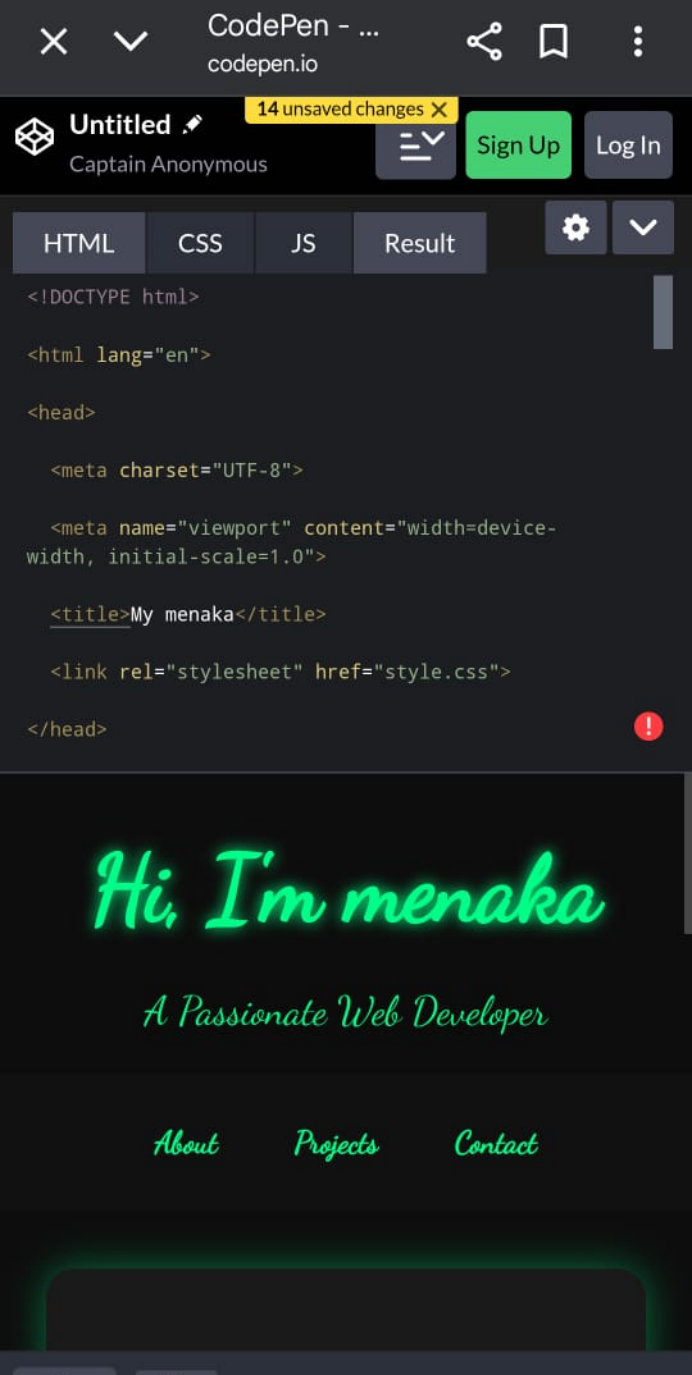 CodePen - ...
codepen.io
14 unsaved changes
Untitled
Captain Anonymous
Sign Up
Log In
HTML CSS JS Result
<!DOCTYPE html>
<html lang="en">
<head>
<meta charset="UTF-8">
<meta name="viewport" content="width=device-
width, initial-scale=1.0">
<title>My menaka</title>
<link rel="stylesheet" href="style.css">
</head>
Hi, I'm menaka
A Passionate Web Developer
About Projects Contact